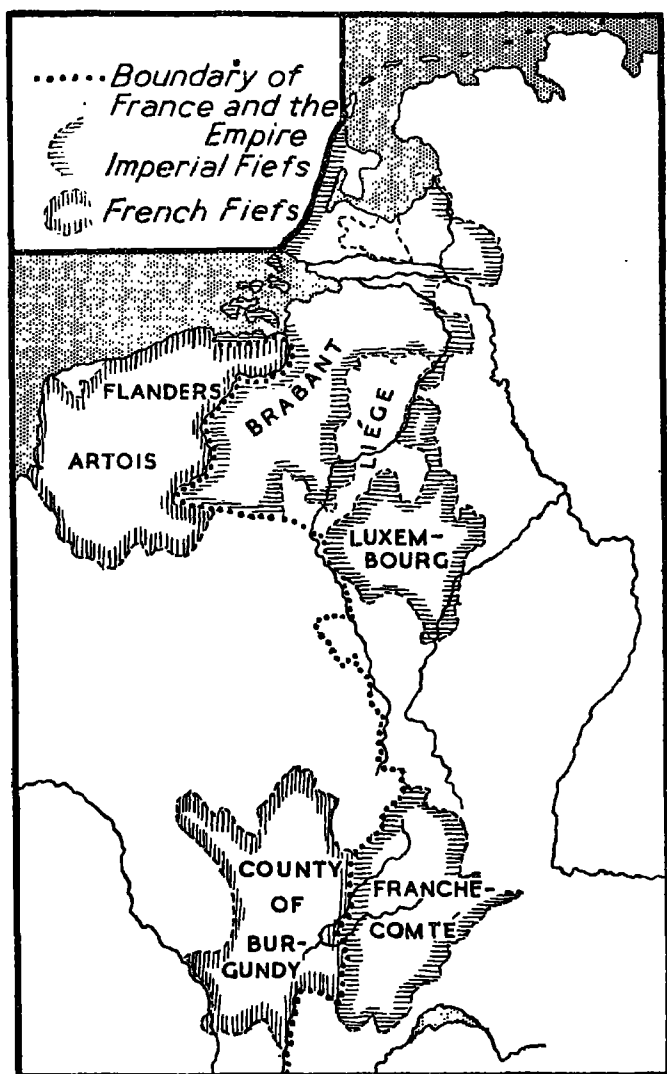 Boundary of
France and the
Empire
Imperial Fiefs
French Fiefs
FLANDERS
ARTOIS
BRABANT
LIÉGE
LUXEM-
BOURG
COUNTY
OF
BUR-
GUNDY
FRANCHE-
COMTÉ